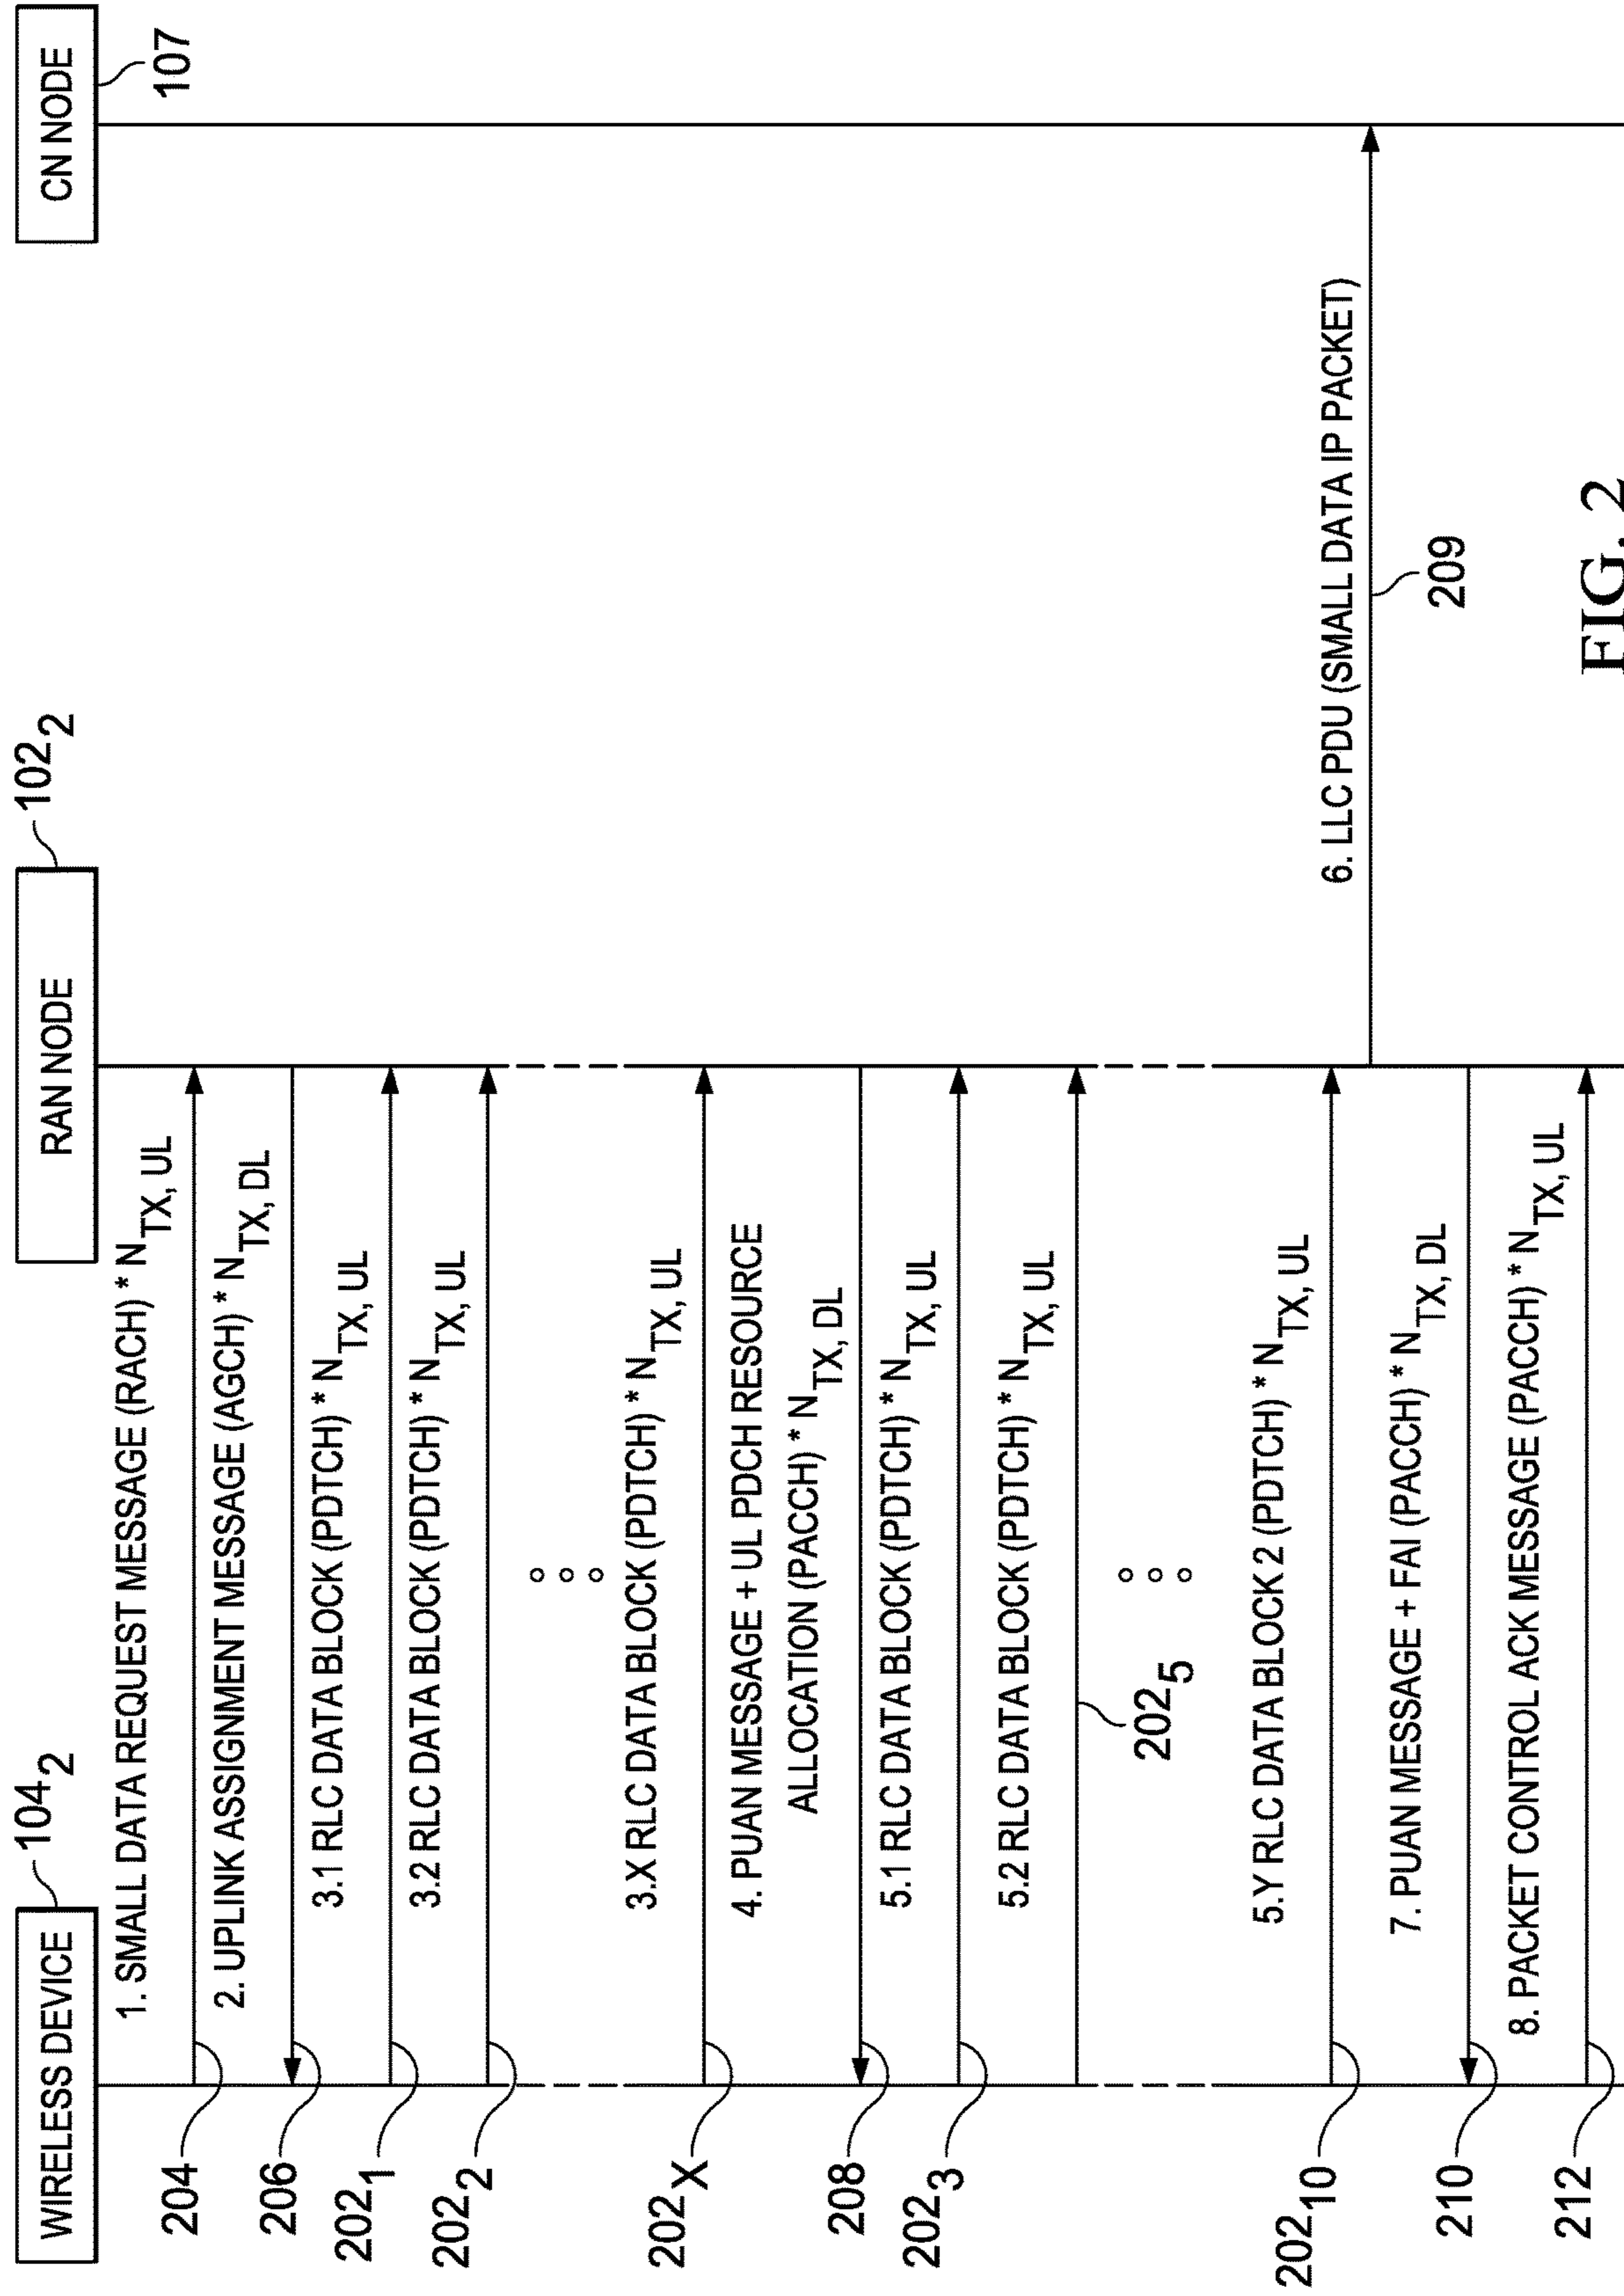 WIRELESS DEVICE
104₂
RAN NODE
102₂
CN NODE
107
1. SMALL DATA REQUEST MESSAGE (RACH) * N TX, UL
204
2. UPLINK ASSIGNMENT MESSAGE (AGCH) * N TX, DL
206
3.1 RLC DATA BLOCK (PDTCH) * N TX, UL
202₁
3.2 RLC DATA BLOCK (PDTCH) * N TX, UL
202₂
3.X RLC DATA BLOCK (PDTCH) * N TX, UL
202X
4. PUAN MESSAGE + UL PDCH RESOURCE
ALLOCATION (PACCH) * N TX, DL
208
5.1 RLC DATA BLOCK (PDTCH) * N TX, UL
202₃
5.2 RLC DATA BLOCK (PDTCH) * N TX, UL
202₅
5.Y RLC DATA BLOCK 2 (PDTCH) * N TX, UL
202₁₀
6. LLC PDU (SMALL DATA IP PACKET)
209
7. PUAN MESSAGE + FAI (PACCH) * N TX, DL
210
8. PACKET CONTROL ACK MESSAGE (PACCH) * N TX, UL
212
FIG. 2